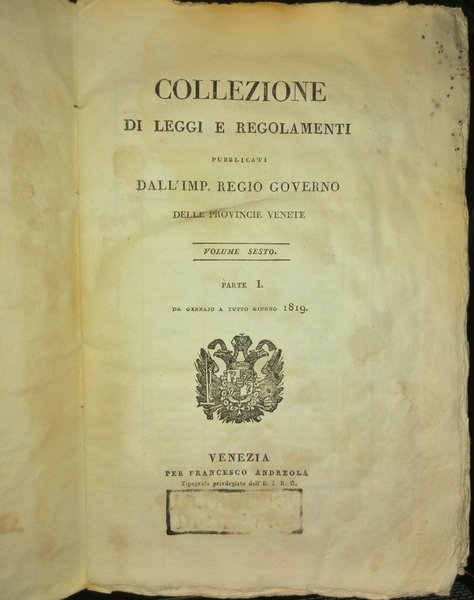 COLLEZIONE
DI LEGGI E REGOLAMENTI
PUBBLICATI
DALL'IMP. REGIO GOVERNO
DELLE PROVINCIE VENETE
VOLUME SESTO.
PARTE I.
DA GENNAIO A TUTTO GIUGNO 1819.
VENEZIA
PER FRANCESCO ANDREOLA
Tipografo privilegiato dell'E. I. R. G.